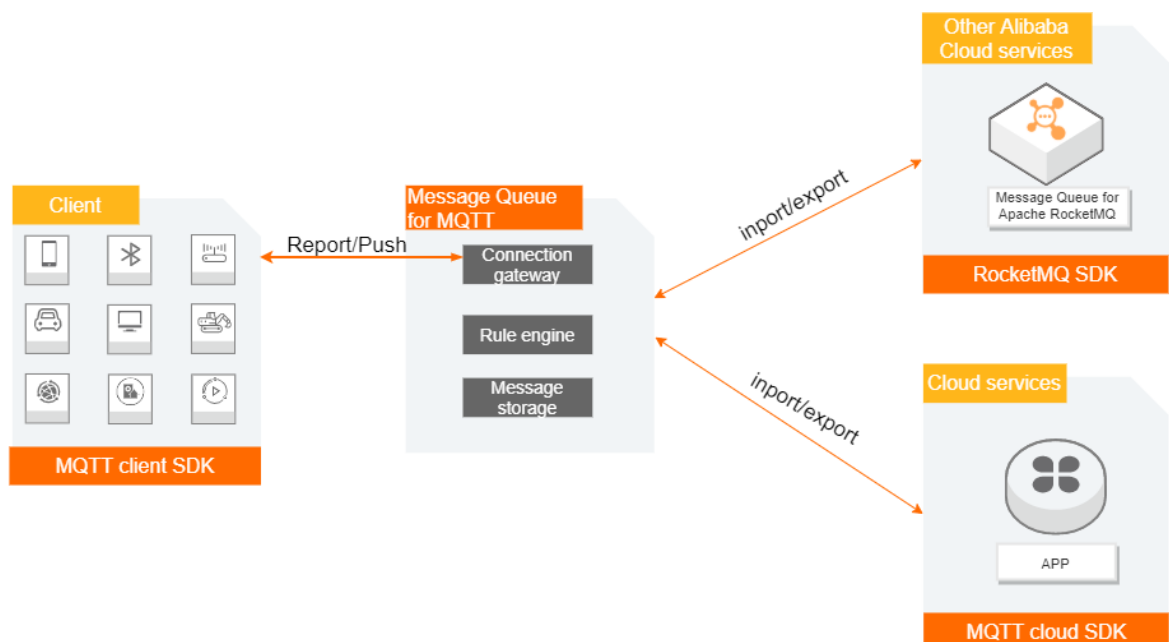 Client
MQTT client SDK
Report/Push
Message Queue
for MQTT
Connection
gateway
Rule engine
Message
storage
inport/export
inport/export
Other Alibaba
Cloud services
Message Queue for
Apache RocketMQ
RocketMQ SDK
Cloud services
APP
MQTT cloud SDK